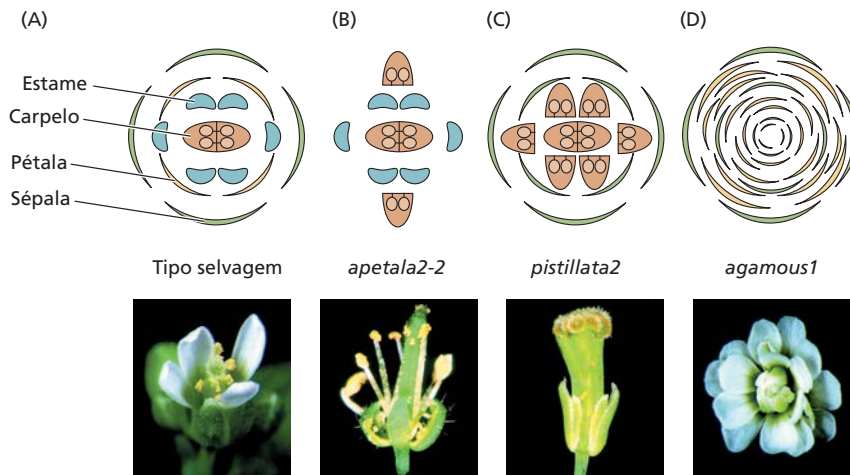 (A) (B) (C) (D)
Estame
Carpelo
Pétala
Sépala
Tipo selvagem apetala2-2 pistillata2 agamous1